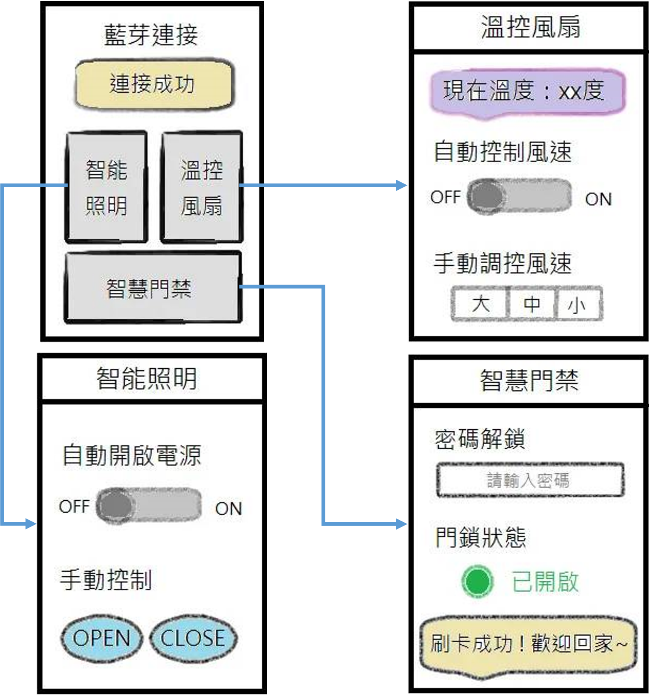 藍芽連接
連接成功
智能
照明
溫控
風扇
智慧門禁
溫控風扇
現在溫度：xx度
自動控制風速
OFF ON
手動調控風速
大 中 小
智能照明
自動開啟電源
OFF ON
手動控制
OPEN CLOSE
智慧門禁
密碼解鎖
請輸入密碼
門鎖狀態
已開啟
刷卡成功！歡迎回家~